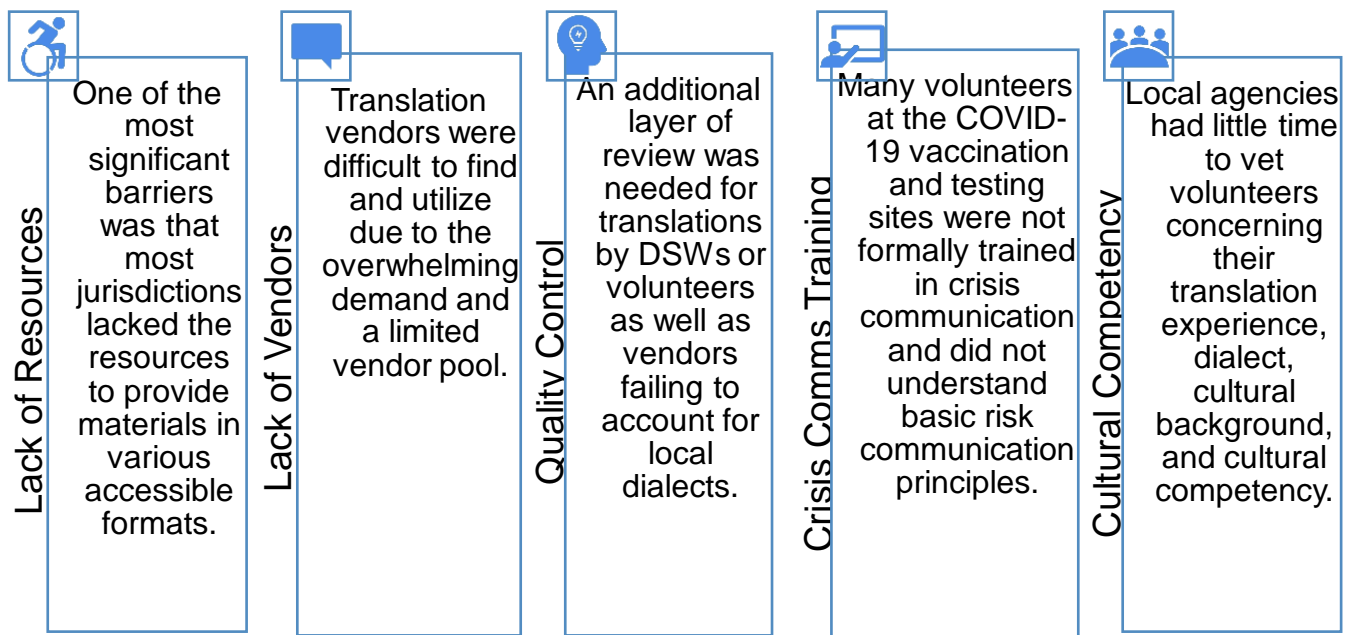 Lack of Resources
One of the
most
significant
barriers
was that
most
jurisdictions
lacked the
resources
to provide
materials in
various
accessible
formats.
Lack of Vendors
Translation
vendors were
difficult to find
and utilize
due to the
overwhelming
demand and
a limited
vendor pool.
Quality Control
An additional
layer of
review was
needed for
translations
by DSWs or
volunteers
as well as
vendors
failing to
account for
local
dialects.
Crisis Comms Training
Many volunteers
at the COVID-
19 vaccination
and testing
sites were not
formally trained
in crisis
communication
and did not
understand
basic risk
communication
principles.
Cultural Competency
Local agencies
had little time
to vet
volunteers
concerning
their
translation
experience,
dialect,
cultural
background,
and cultural
competency.